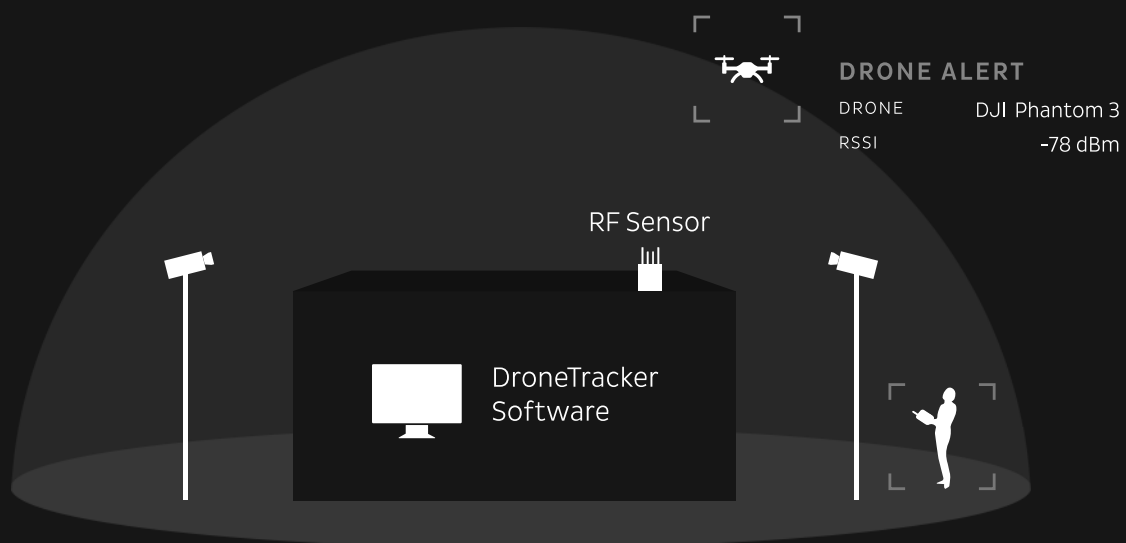 DRONE ALERT
DRONE DJI Phantom 3
RSSI -78 dBm
RF Sensor
DroneTracker
Software